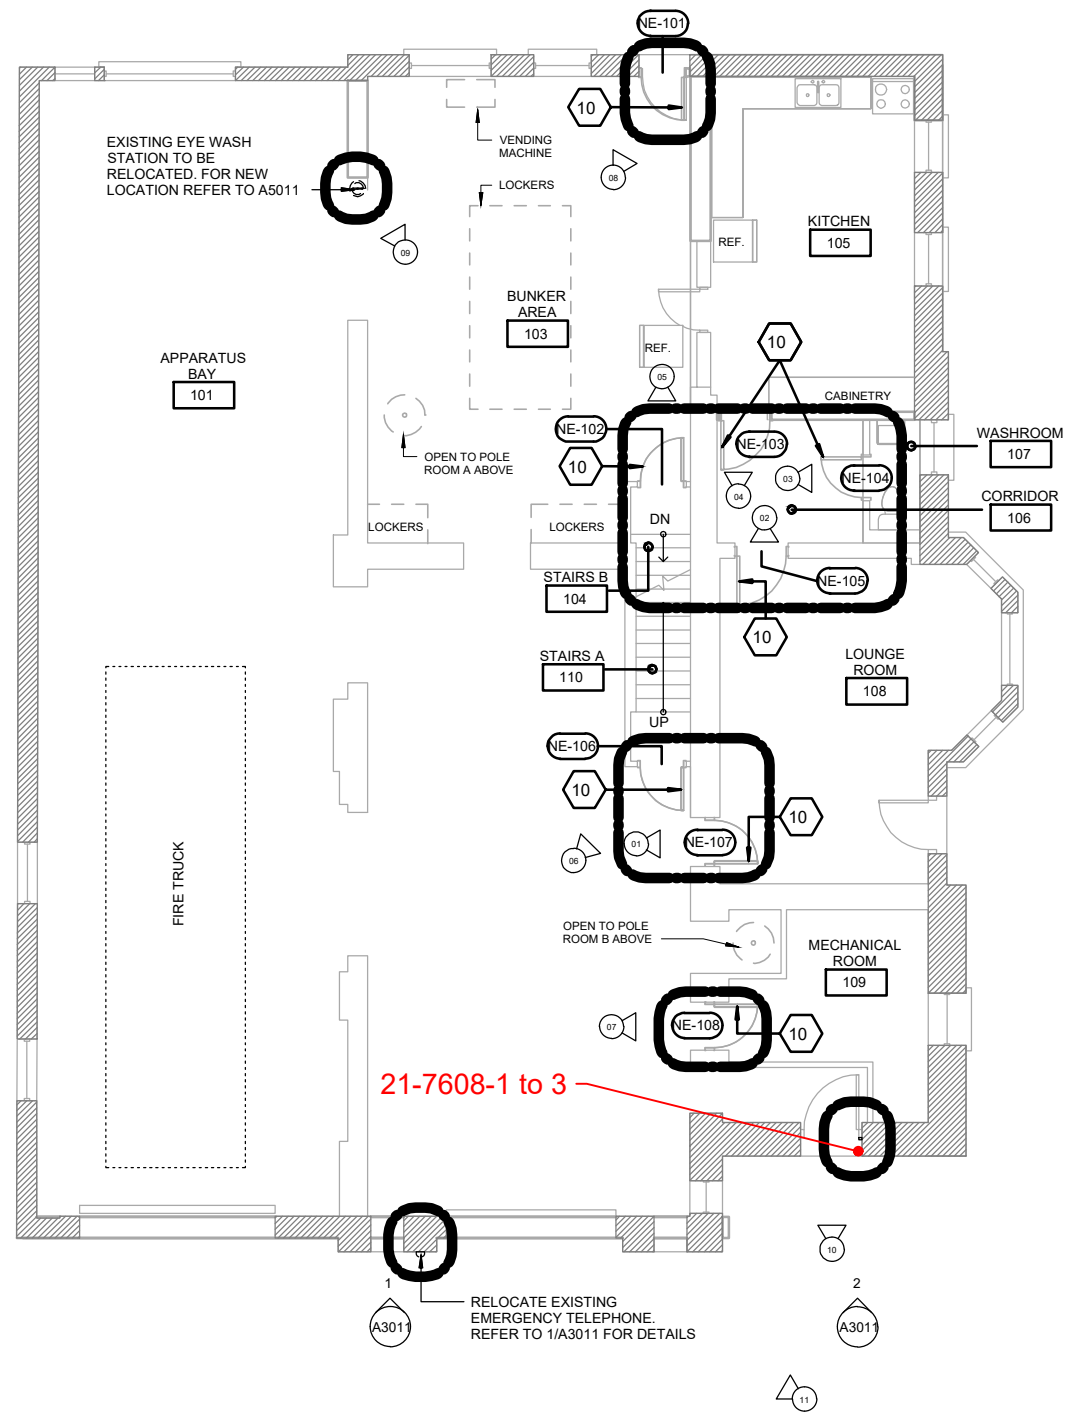 NE-101
10
EXISTING EYE WASH
STATION TO BE
RELOCATED. FOR NEW
LOCATION REFER TO A5011
VENDING
MACHINE
08
LOCKERS
09
KITCHEN
105
REF.
BUNKER
AREA
103
REF.
10
05
APPARATUS
BAY
101
CABINETRY
NE-102
NE-103
WASHROOM
107
10
OPEN TO POLE
ROOM A ABOVE
03
NE-104
04
CORRIDOR
106
02
DN
LOCKERS
LOCKERS
STAIRS B
104
NE-105
10
STAIRS A
110
LOUNGE
ROOM
108
UP
NE-106
10
10
01
NE-107
06
FIRE TRUCK
OPEN TO POLE
ROOM B ABOVE
MECHANICAL
ROOM
109
07
NE-108
10
21-7608-1 to 3
10
1
A3011
RELOCATE EXISTING
EMERGENCY TELEPHONE.
REFER TO 1/A3011 FOR DETAILS
2
A3011
11